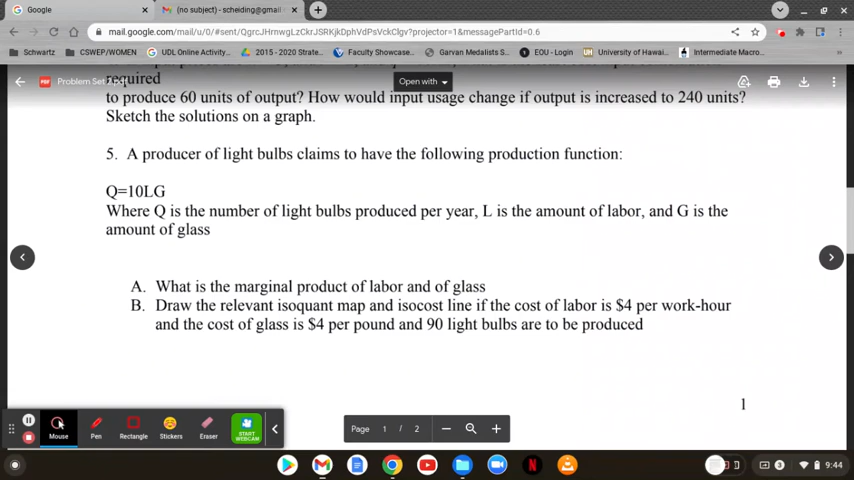 Google
(no subject) - scheiding@gmail
mail.google.com/mail/u/0/#sent/QgrcJHrnwgLzCkrJSRKjkDphVdPsVckClgv?projector=1&messagePartId=0.6
Schwartz
CSWEP/WOMEN
UDL Online Activity...
2015 - 2020 Strate...
Faculty Showcase...
Garvan Medalists S...
EOU - Login
University of Hawai...
Intermediate Macro...
required
Problem Set 2.pdf
Open with
to produce 60 units of output? How would input usage change if output is increased to 240 units?
Sketch the solutions on a graph.
5. A producer of light bulbs claims to have the following production function:
Q=10LG
Where Q is the number of light bulbs produced per year, L is the amount of labor, and G is the
amount of glass
A. What is the marginal product of labor and of glass
B. Draw the relevant isoquant map and isocost line if the cost of labor is $4 per work-hour
and the cost of glass is $4 per pound and 90 light bulbs are to be produced
1
Mouse
Pen
Rectangle
Stickers
Eraser
START
WEBCAM
Page 1 / 2
3
9:44